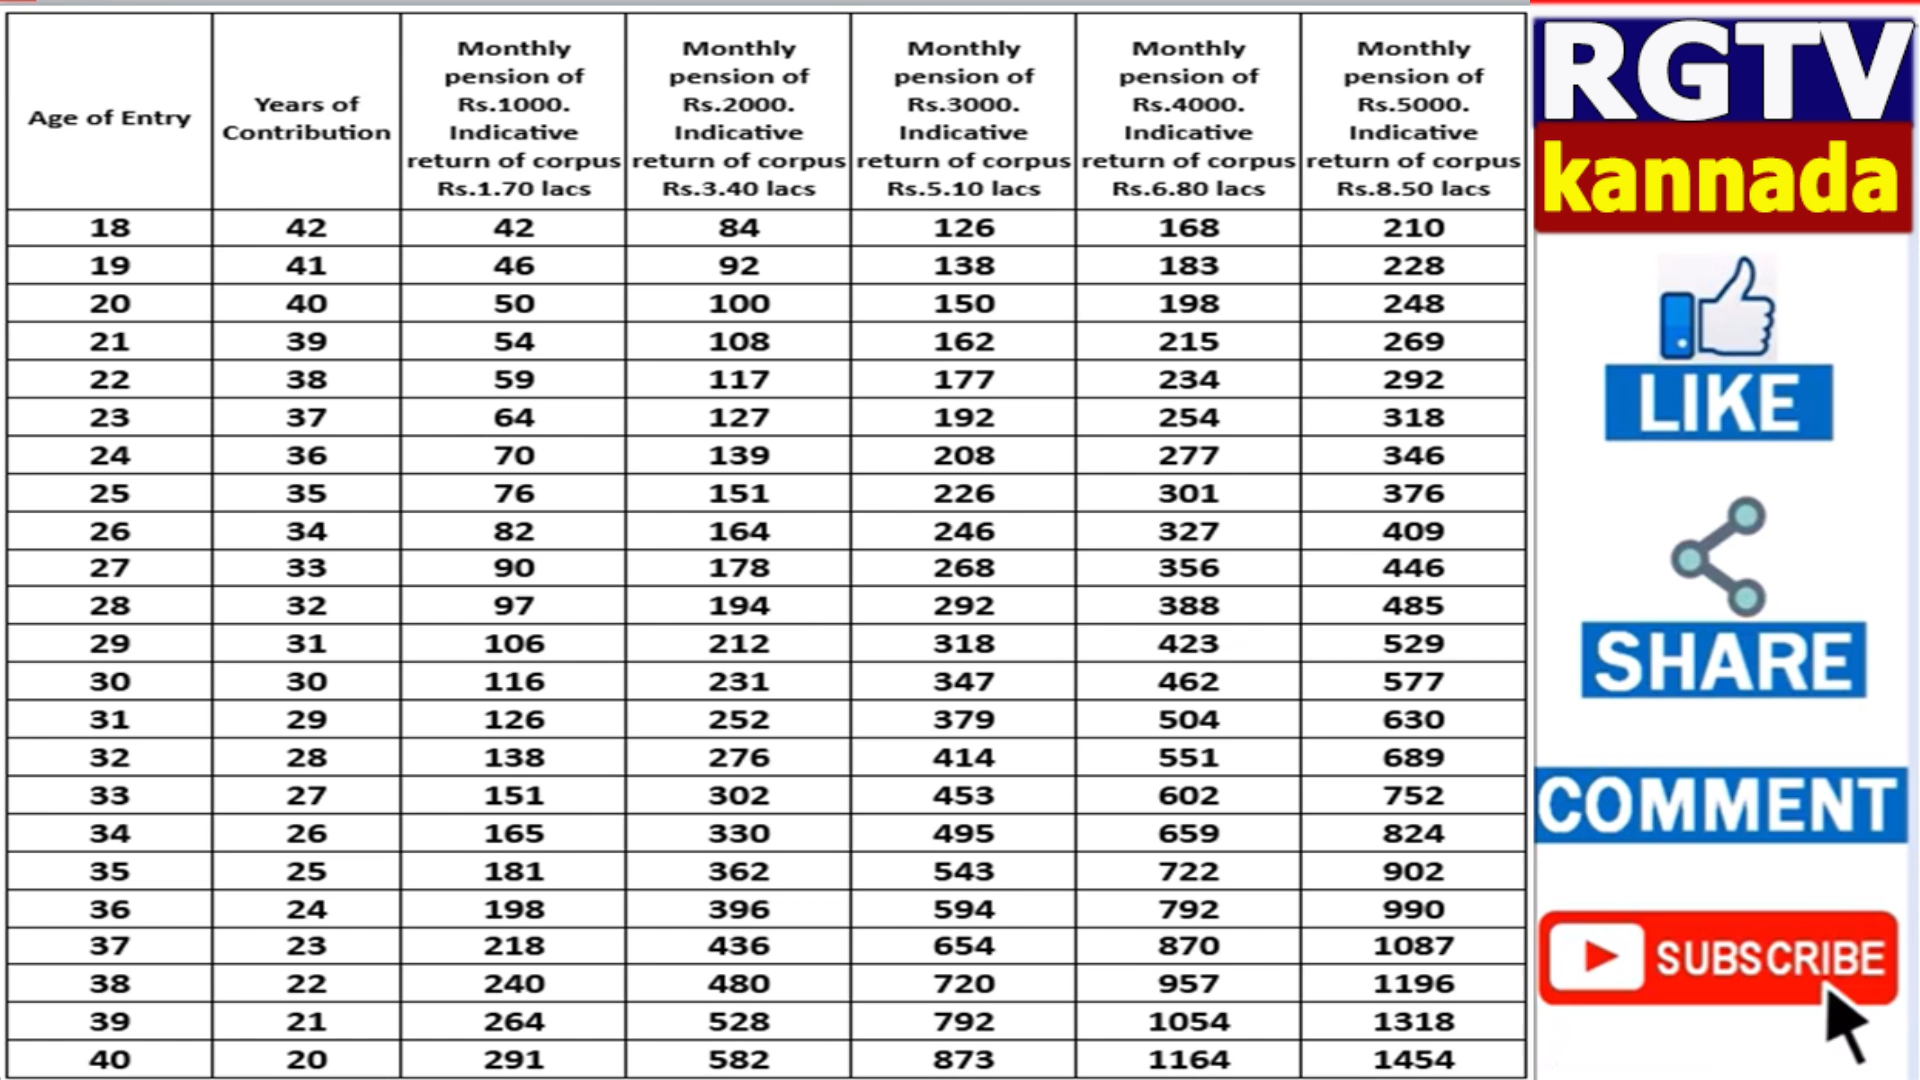 Age of Entry
Years of
Contribution
Monthly
pension of
Rs.1000.
Indicative
return of corpus
Rs.1.70 lacs
Monthly
pension of
Rs.2000.
Indicative
return of corpus
Rs.3.40 lacs
Monthly
pension of
Rs.3000.
Indicative
return of corpus
Rs.5.10 lacs
Monthly
pension of
Rs.4000.
Indicative
return of corpus
Rs.6.80 lacs
Monthly
pension of
Rs.5000.
Indicative
return of corpus
Rs.8.50 lacs
18 42 42 84 126 168 210
19 41 46 92 138 183 228
20 40 50 100 150 198 248
21 39 54 108 162 215 269
22 38 59 117 177 234 292
23 37 64 127 192 254 318
24 36 70 139 208 277 346
25 35 76 151 226 301 376
26 34 82 164 246 327 409
27 33 90 178 268 356 446
28 32 97 194 292 388 485
29 31 106 212 318 423 529
30 30 116 231 347 462 577
31 29 126 252 379 504 630
32 28 138 276 414 551 689
33 27 151 302 453 602 752
34 26 165 330 495 659 824
35 25 181 362 543 722 902
36 24 198 396 594 792 990
37 23 218 436 654 870 1087
38 22 240 480 720 957 1196
39 21 264 528 792 1054 1318
40 20 291 582 873 1164 1454
RGTV
kannada
LIKE
SHARE
COMMENT
SUBSCRIBE